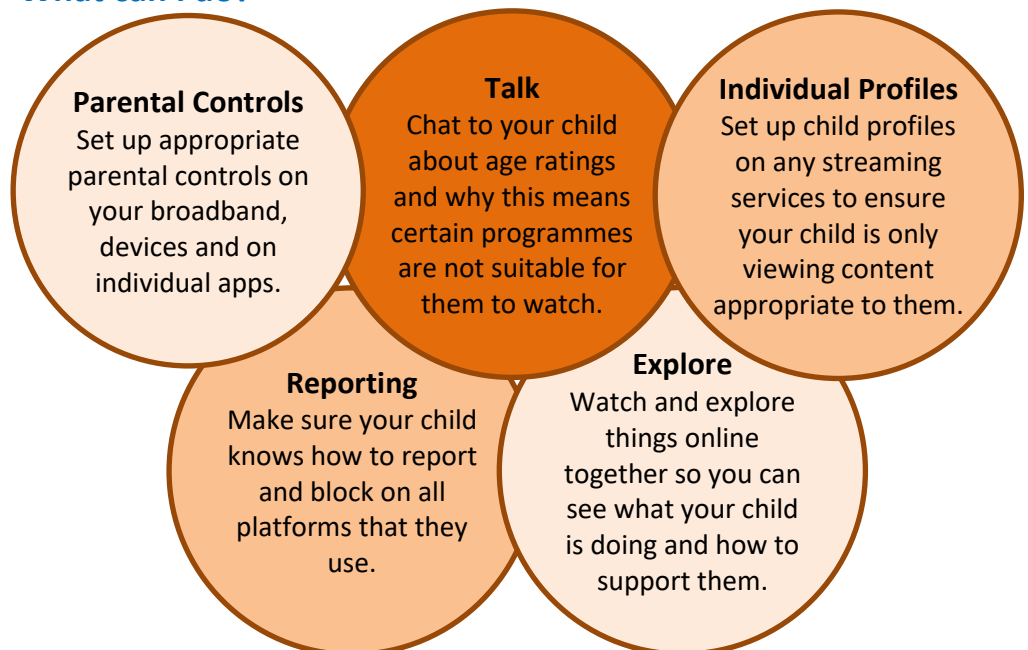 What can I do?
Parental Controls
Set up appropriate
parental controls on
your broadband,
devices and on
individual apps.
Talk
Chat to your child
about age ratings
and why this means
certain programmes
are not suitable for
them to watch.
Individual Profiles
Set up child profiles
on any streaming
services to ensure
your child is only
viewing content
appropriate to them.
Reporting
Make sure your child
knows how to report
and block on all
platforms that they
use.
Explore
Watch and explore
things online
together so you can
see what your child
is doing and how to
support them.